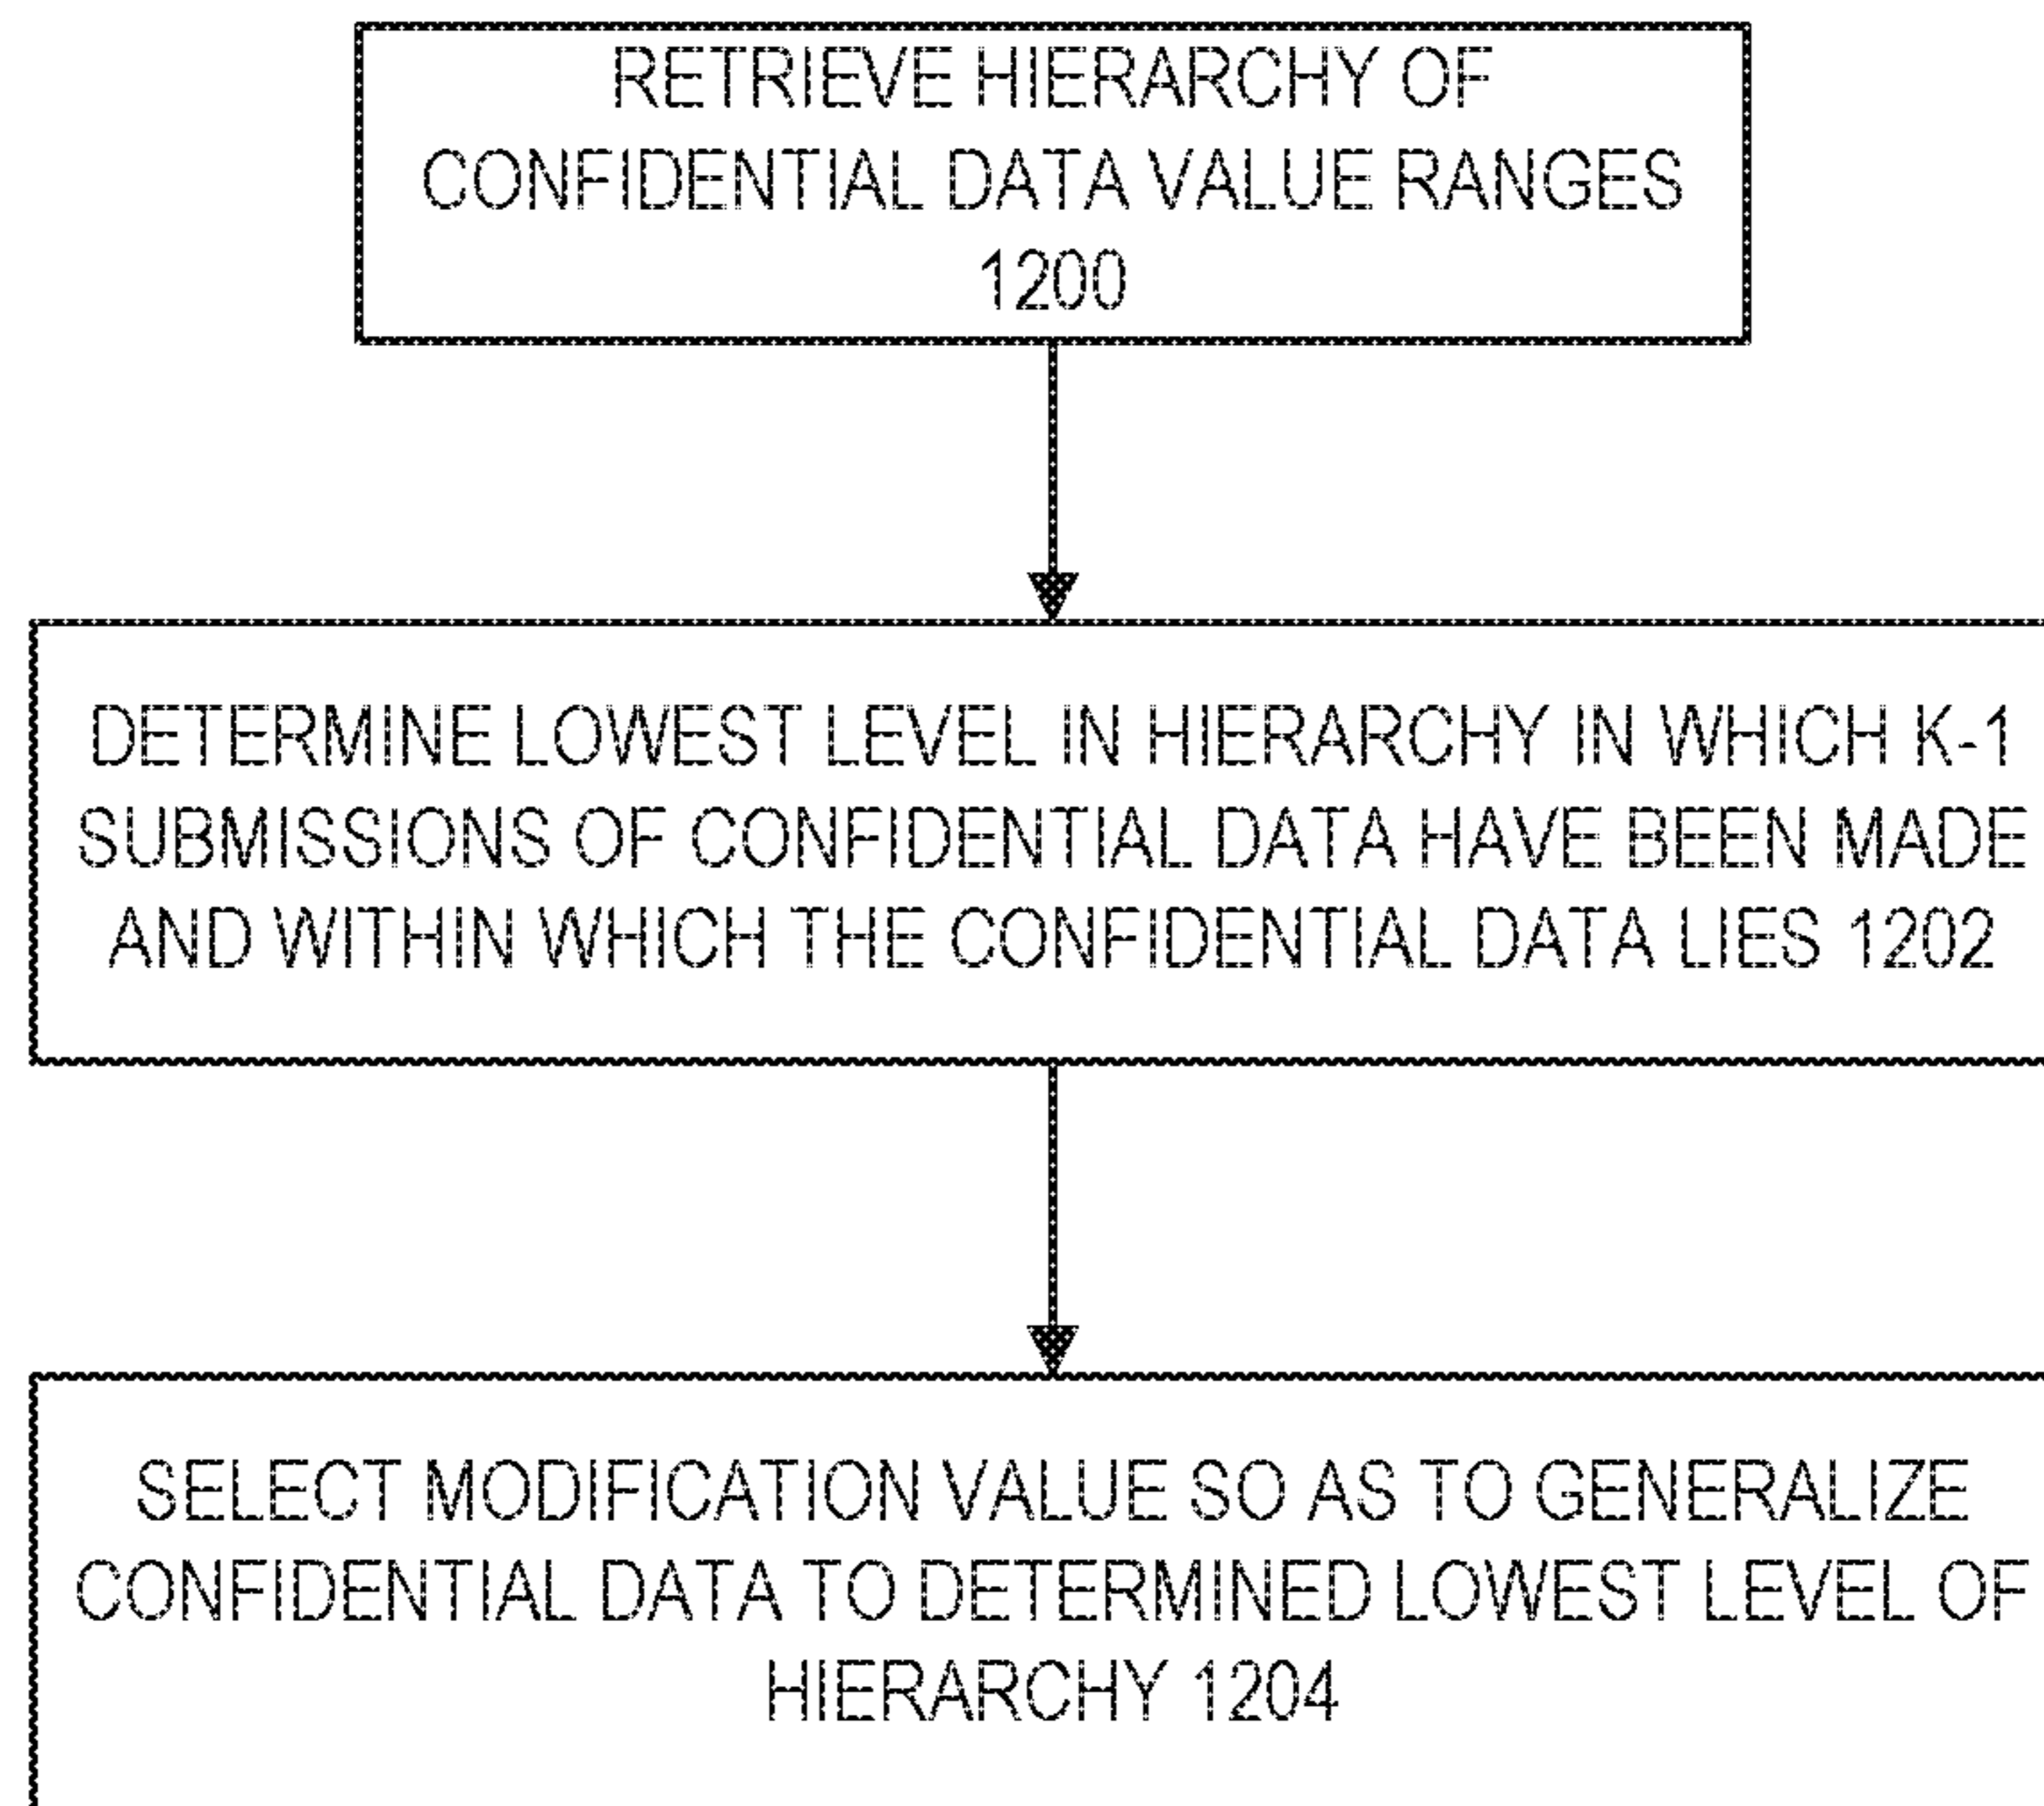 RETRIEVE HIERARCHY OF
CONFIDENTIAL DATA VALUE RANGES
1200
DETERMINE LOWEST LEVEL IN HIERARCHY IN WHICH K-1
SUBMISSIONS OF CONFIDENTIAL DATA HAVE BEEN MADE
AND WITHIN WHICH THE CONFIDENTIAL DATA LIES 1202
SELECT MODIFICATION VALUE SO AS TO GENERALIZE
CONFIDENTIAL DATA TO DETERMINED LOWEST LEVEL OF
HIERARCHY 1204